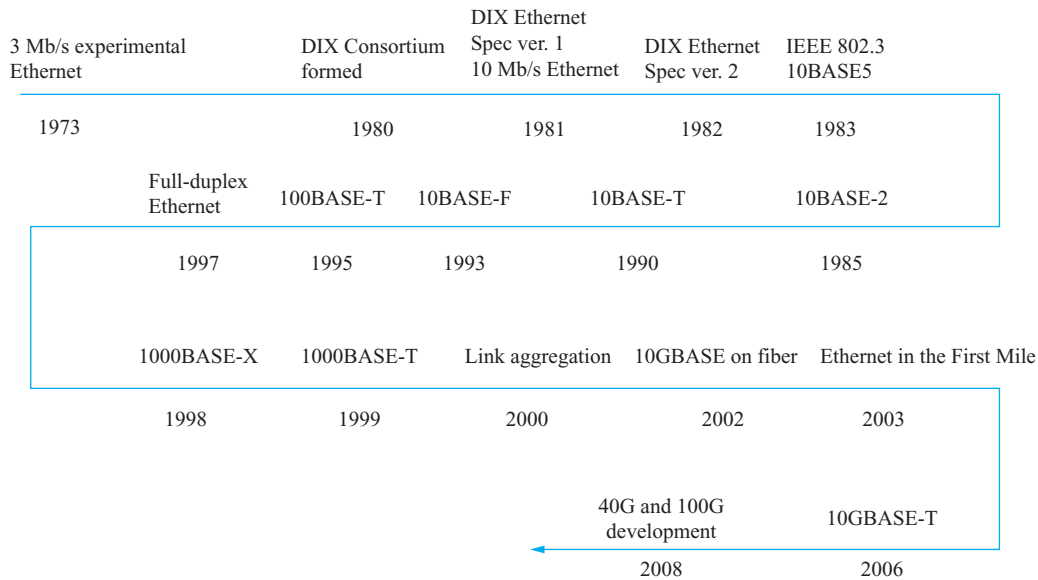 3 Mb/s experimental
Ethernet
DIX Consortium
formed
DIX Ethernet
Spec ver. 1
10 Mb/s Ethernet
DIX Ethernet
Spec ver. 2
IEEE 802.3
10BASE5
1973
1980
1981
1982
1983
Full-duplex
Ethernet
100BASE-T
10BASE-F
10BASE-T
10BASE-2
1997
1995
1993
1990
1985
1000BASE-X
1000BASE-T
Link aggregation
10GBASE on fiber
Ethernet in the First Mile
1998
1999
2000
2002
2003
40G and 100G
development
10GBASE-T
2008
2006